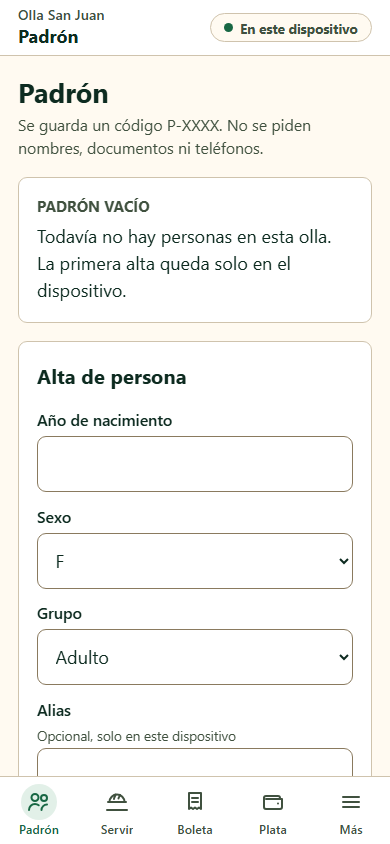 Olla San Juan
Padrón
En este dispositivo
Padrón
Se guarda un código P-XXXX. No se piden
nombres, documentos ni teléfonos.
PADRÓN VACÍO
Todavía no hay personas en esta olla.
La primera alta queda solo en el
dispositivo.
Alta de persona
Año de nacimiento
Sexo
F
Grupo
Adulto
Alias
Opcional, solo en este dispositivo
Padrón
Servir
Boleta
Plata
Más